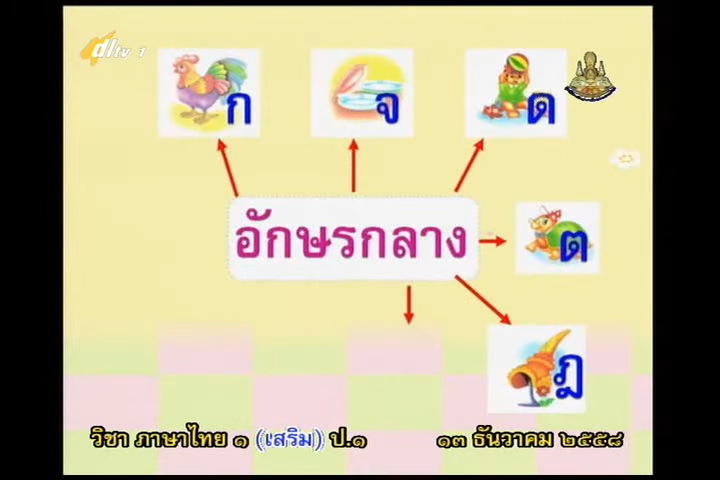 dltv 1
ก
จ
ด
อักษรกลาง
ต
ฎ
วิชา ภาษาไทย ๑ (เสริม) ป.๑
๑๓ ธันวาคม ๒๕๕๘